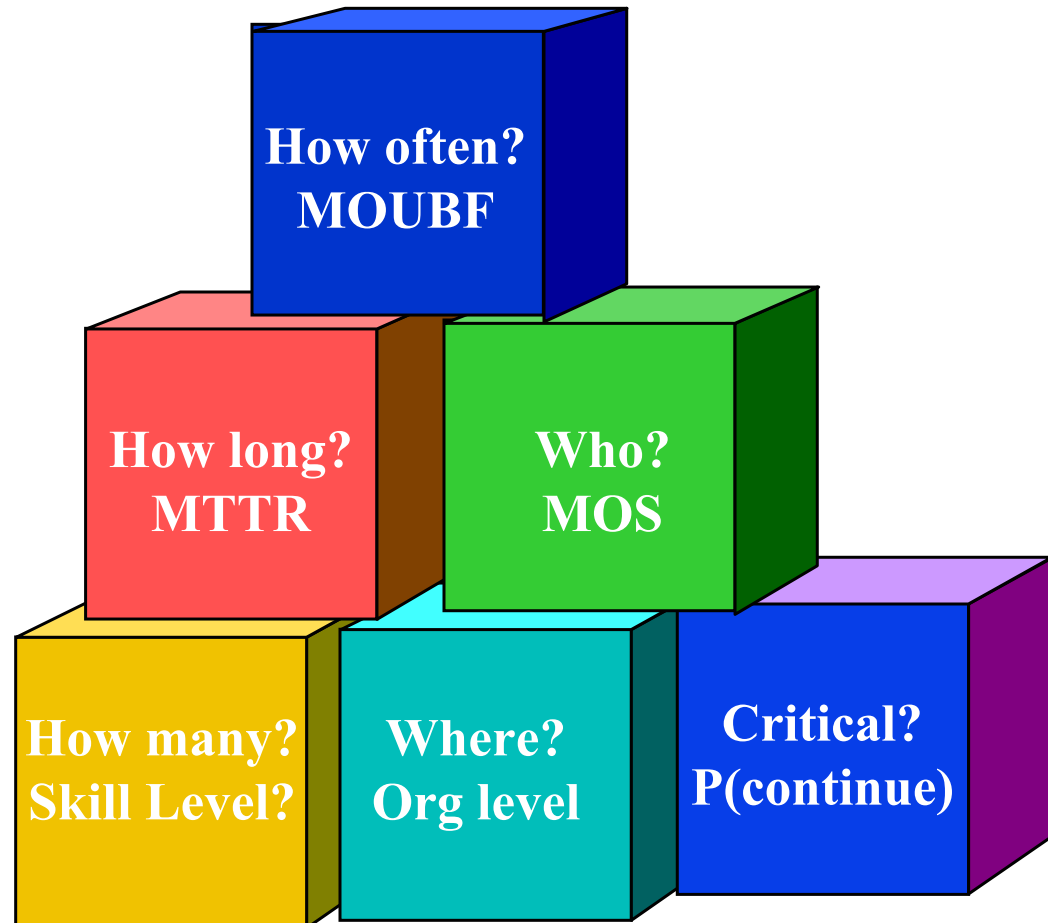 How often?
MOUBF
How long?
MTTR
Who?
MOS
How many?
Skill Level?
Where?
Org level
Critical?
P(continue)